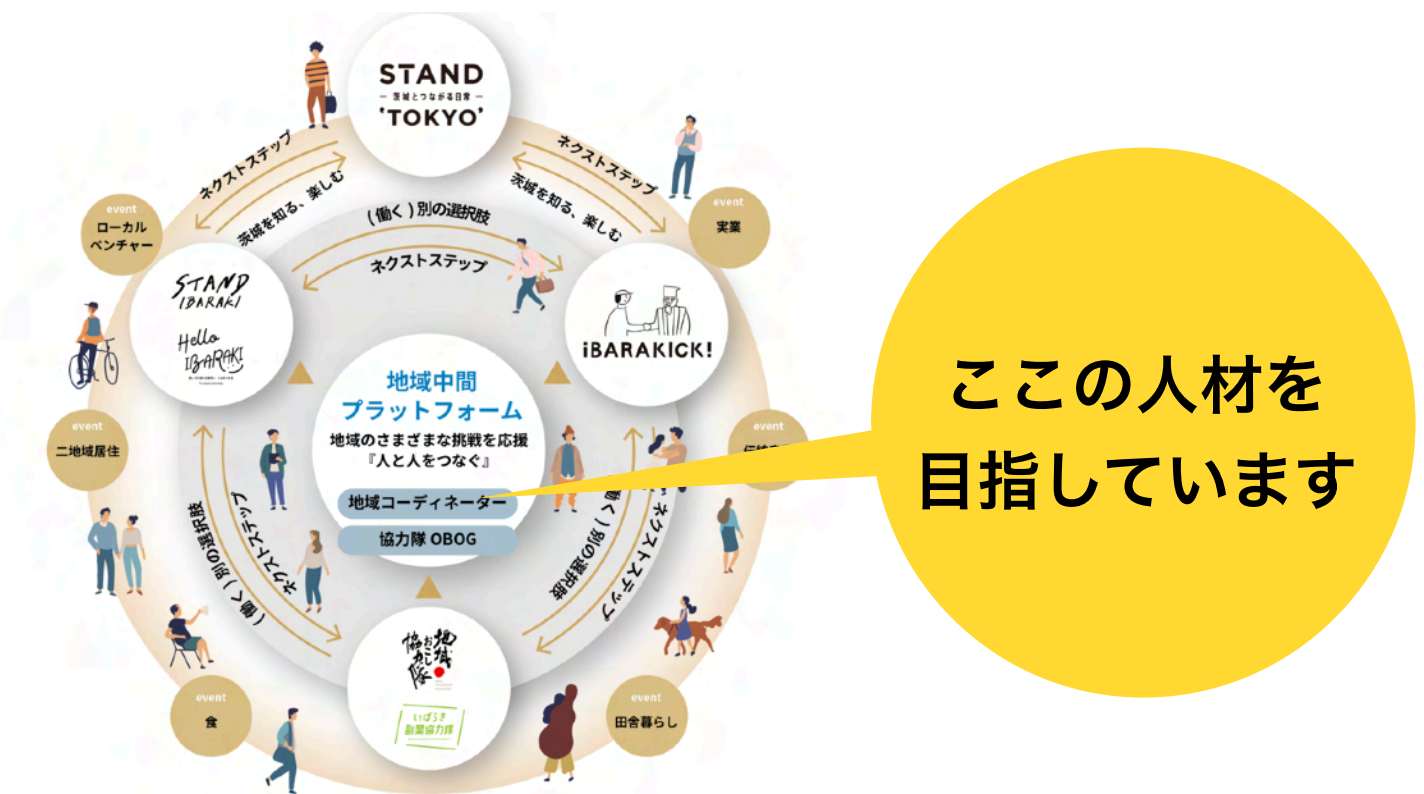 STAND
茨城とつながる日常
'TOKYO'
ネクストステップ
茨城を知る、楽しむ
ネクストステップ
茨城を知る、楽しむ
event
ローカル
ベンチャー
event
実業
(働く)別の選択肢
ネクストステップ
STAND
IBARAKI
Hello
IBARAKI
iBARAKICK!
地域中間
プラットフォーム
地域のさまざまな挑戦を応援
『人と人をつなぐ』
地域コーディネーター
協力隊 OBOG
ここの人材を
目指しています
event
二地域居住
event
(働く)別の選択肢
ネクストステップ
働く)別の選択肢
ネクストステップ
地域
おこし
協力隊
いばらき
副業協力隊
event
食
event
田舎暮らし